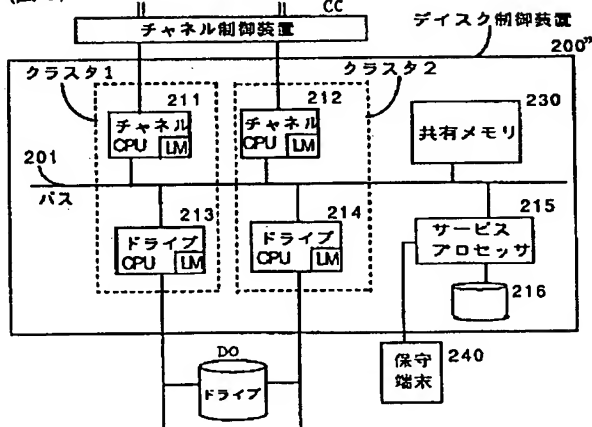 CC
チャネル制御装置
ディスク制御装置
200"
クラスタ1
クラスタ2
211
チャネル
CPU LM
212
チャネル
CPU LM
230
共有メモリ
201
バス
213
ドライブ
CPU LM
214
ドライブ
CPU LM
215
サービス
プロセッサ
216
DO
ドライブ
保守
端末
240